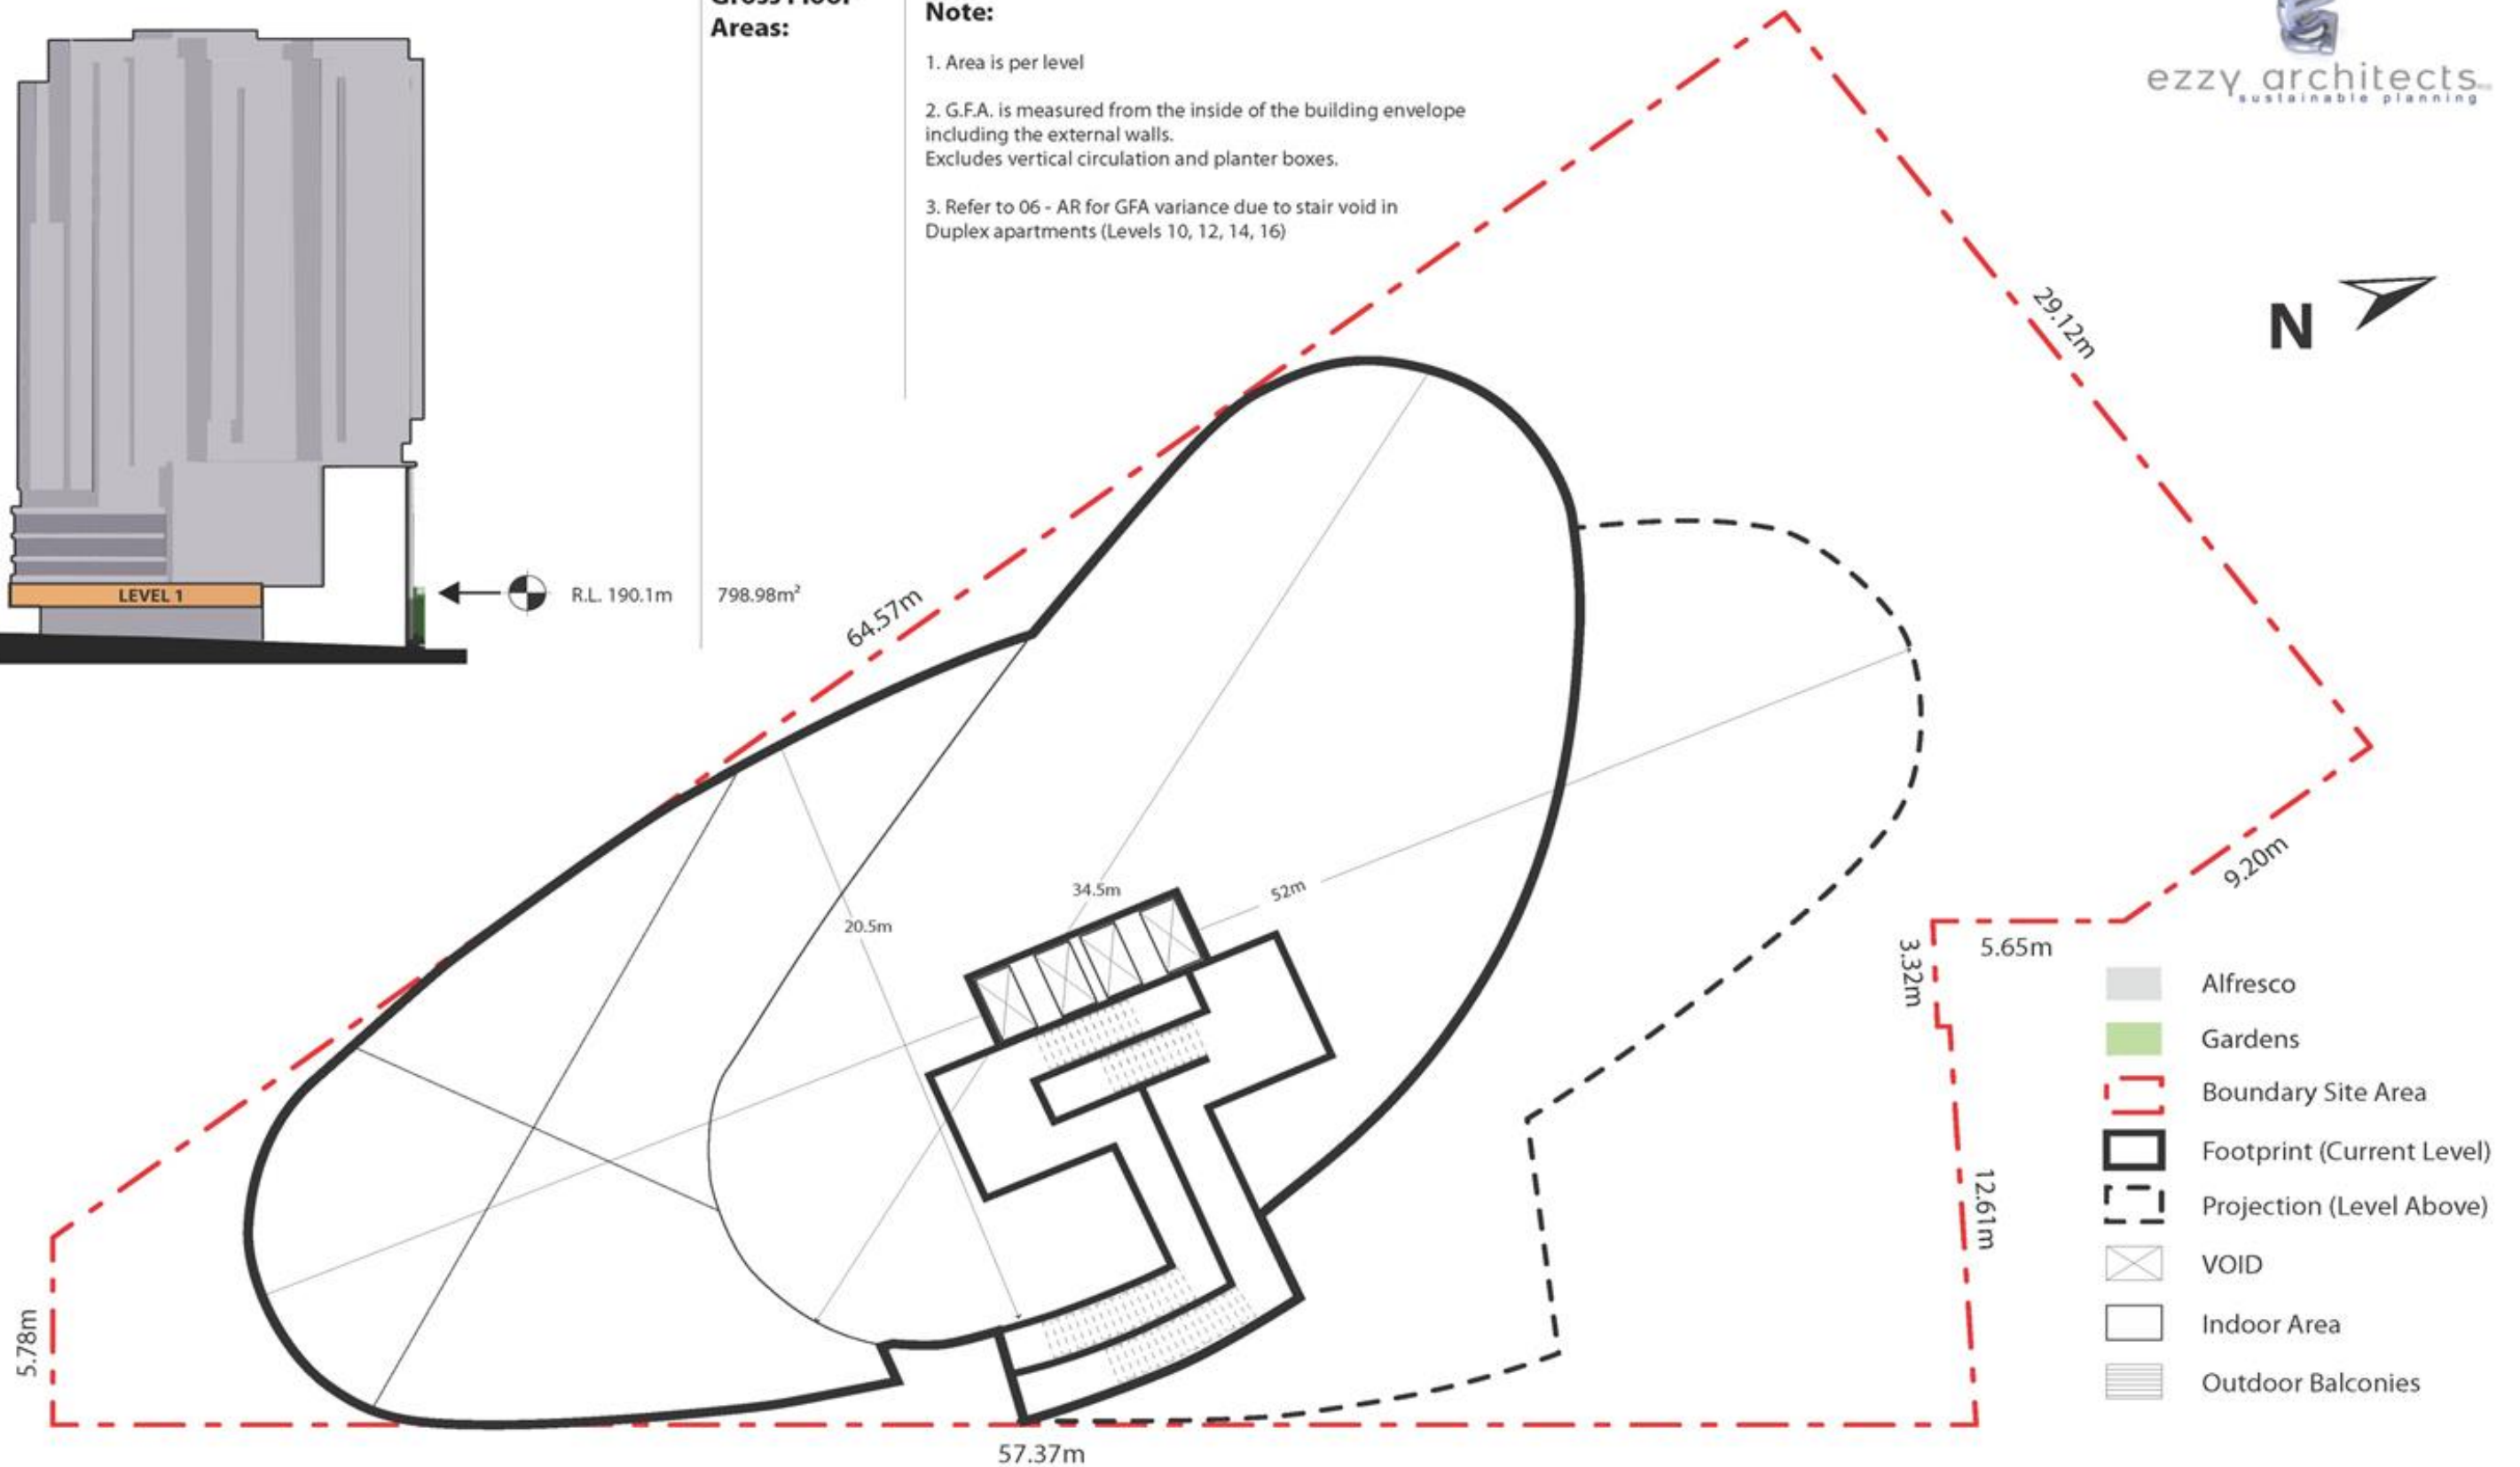 Gross Floor
Areas:
Note:
1. Area is per level
2. G.F.A. is measured from the inside of the building envelope
including the external walls.
Excludes vertical circulation and planter boxes.
3. Refer to 06 - AR for GFA variance due to stair void in
Duplex apartments (Levels 10, 12, 14, 16)
ezzy architects
sustainable planning
N
29.12m
LEVEL 1
R.L. 190.1m
798.98m²
64.57m
34.5m
52m
20.5m
9.20m
5.65m
3.32m
12.61m
5.78m
57.37m
Alfresco
Gardens
Boundary Site Area
Footprint (Current Level)
Projection (Level Above)
VOID
Indoor Area
Outdoor Balconies